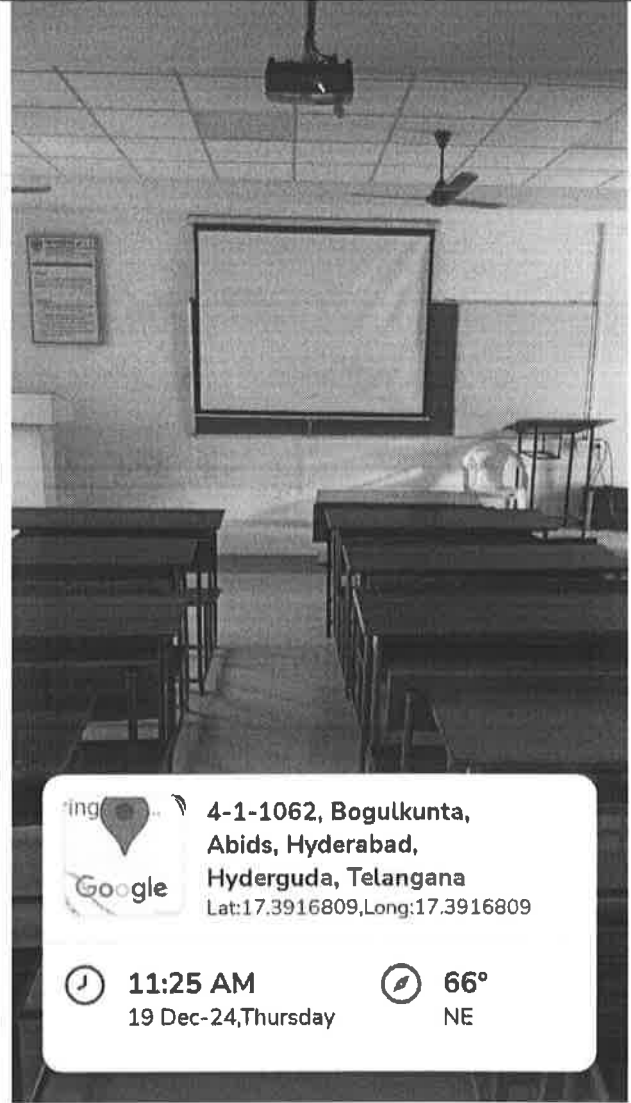 ring
Google
4-1-1062, Bogulkunta,
Abids, Hyderabad,
Hyderguda, Telangana
Lat:17.3916809,Long:17.3916809
11:25 AM
19 Dec-24,Thursday
66°
NE